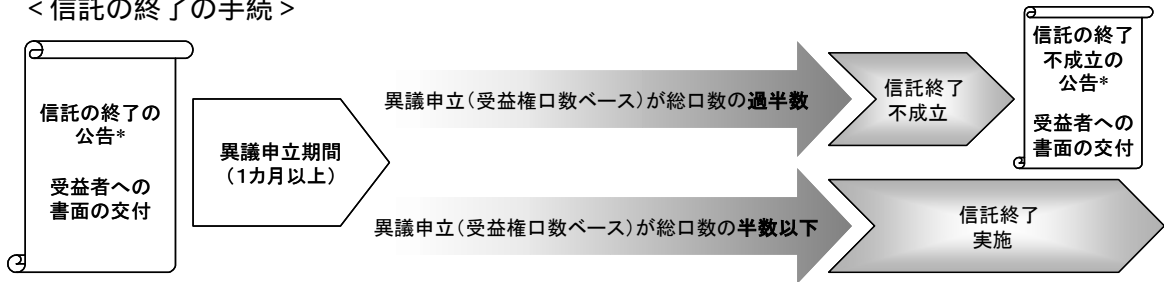 <信託の終了の手続>
信託の終了の
公告*
受益者への
書面の交付
異議申立期間
（1カ月以上）
異議申立（受益権口数ベース）が総口数の過半数
信託終了
不成立
信託の終了
不成立の
公告*
受益者への
書面の交付
異議申立（受益権口数ベース）が総口数の半数以下
信託終了
実施